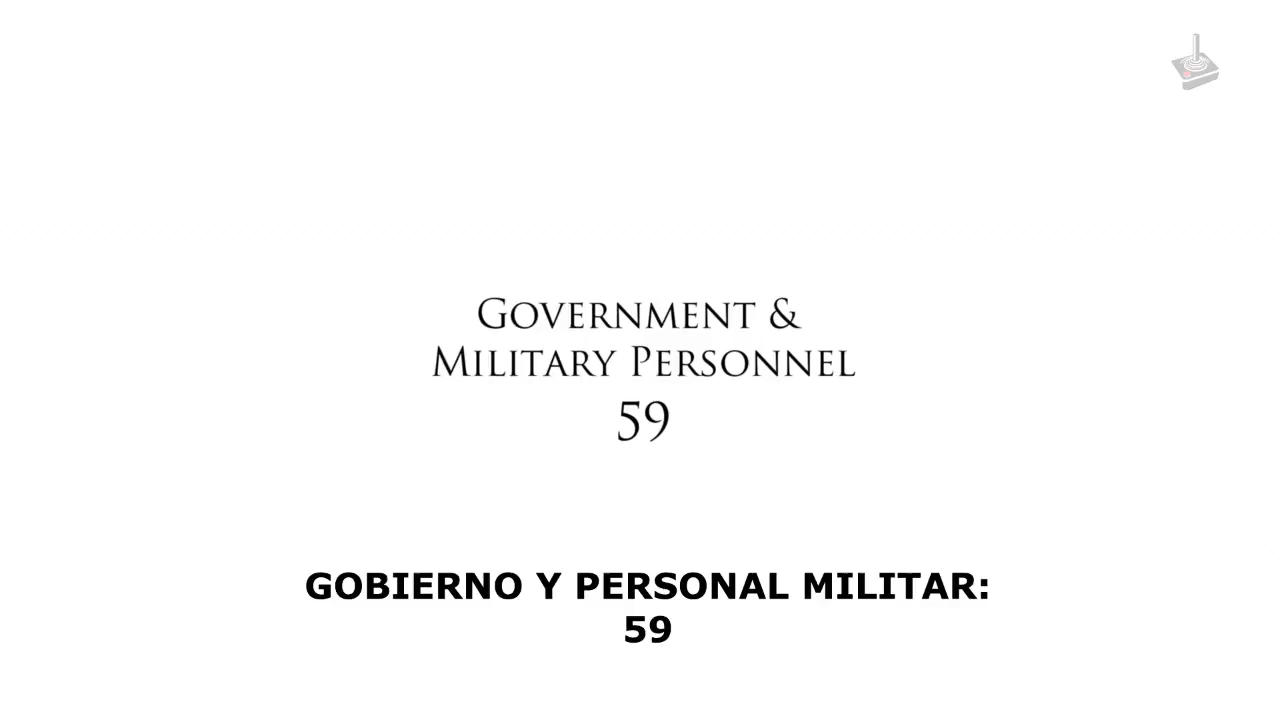 GOVERNMENT &
MILITARY PERSONNEL
59
GOBIERNO Y PERSONAL MILITAR:
59